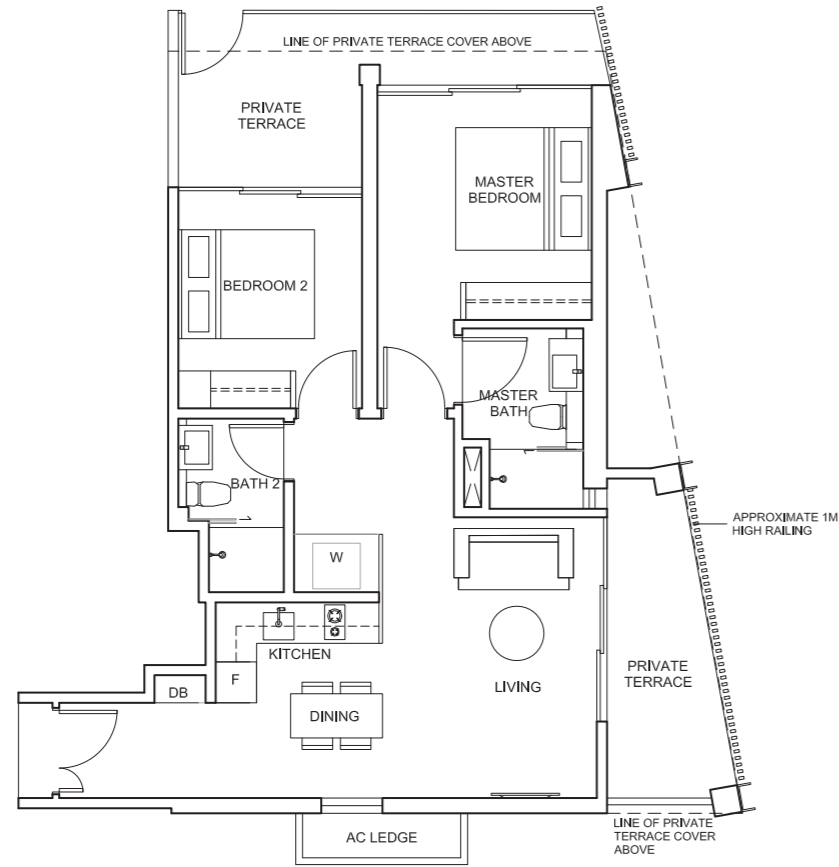 LINE OF PRIVATE TERRACE COVER ABOVE
PRIVATE
TERRACE
MASTER
BEDROOM
BEDROOM 2
MASTER
BATH
BATH 2
APPROXIMATE 1M
HIGH RAILING
W
KITCHEN
F
DB
DINING
LIVING
PRIVATE
TERRACE
AC LEDGE
LINE OF PRIVATE
TERRACE COVER
ABOVE